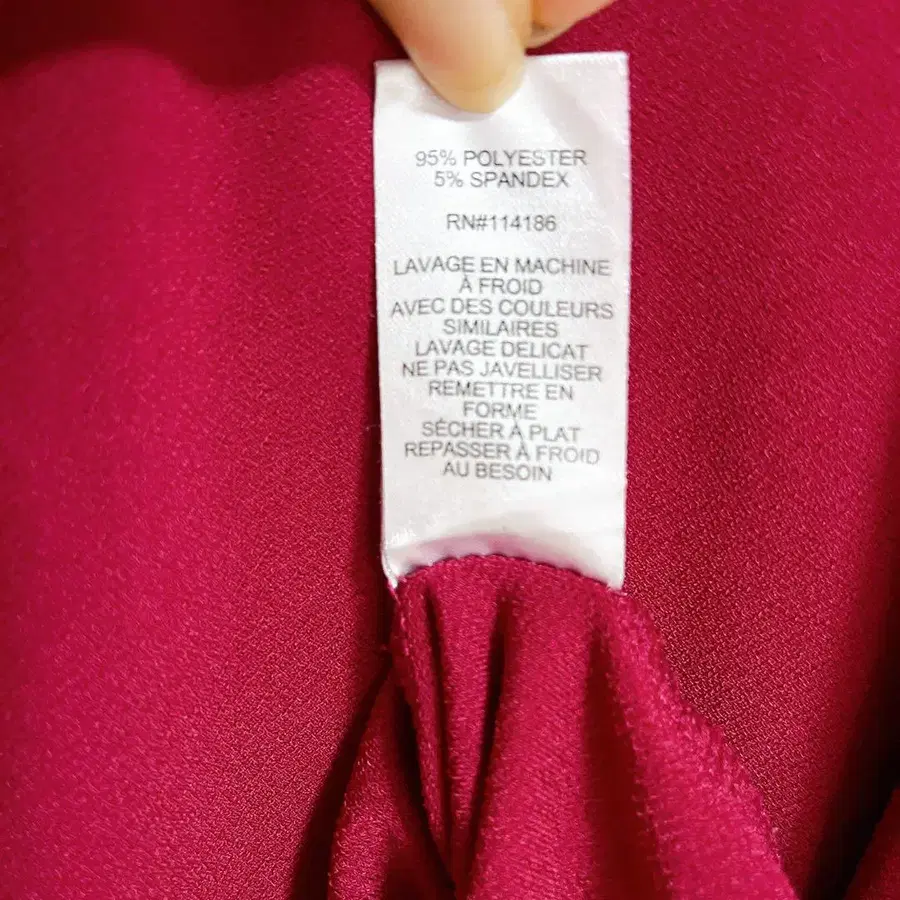 95% POLYESTER
5% SPANDEX
RN#114186
LAVAGE EN MACHINE
À FROID
AVEC DES COULEURS
SIMILAIRES
LAVAGE DELICAT
NE PAS JAVELLISER
REMETTRE EN
FORME
SÉCHER À PLAT
REPASSER À FROID
AU BESOIN